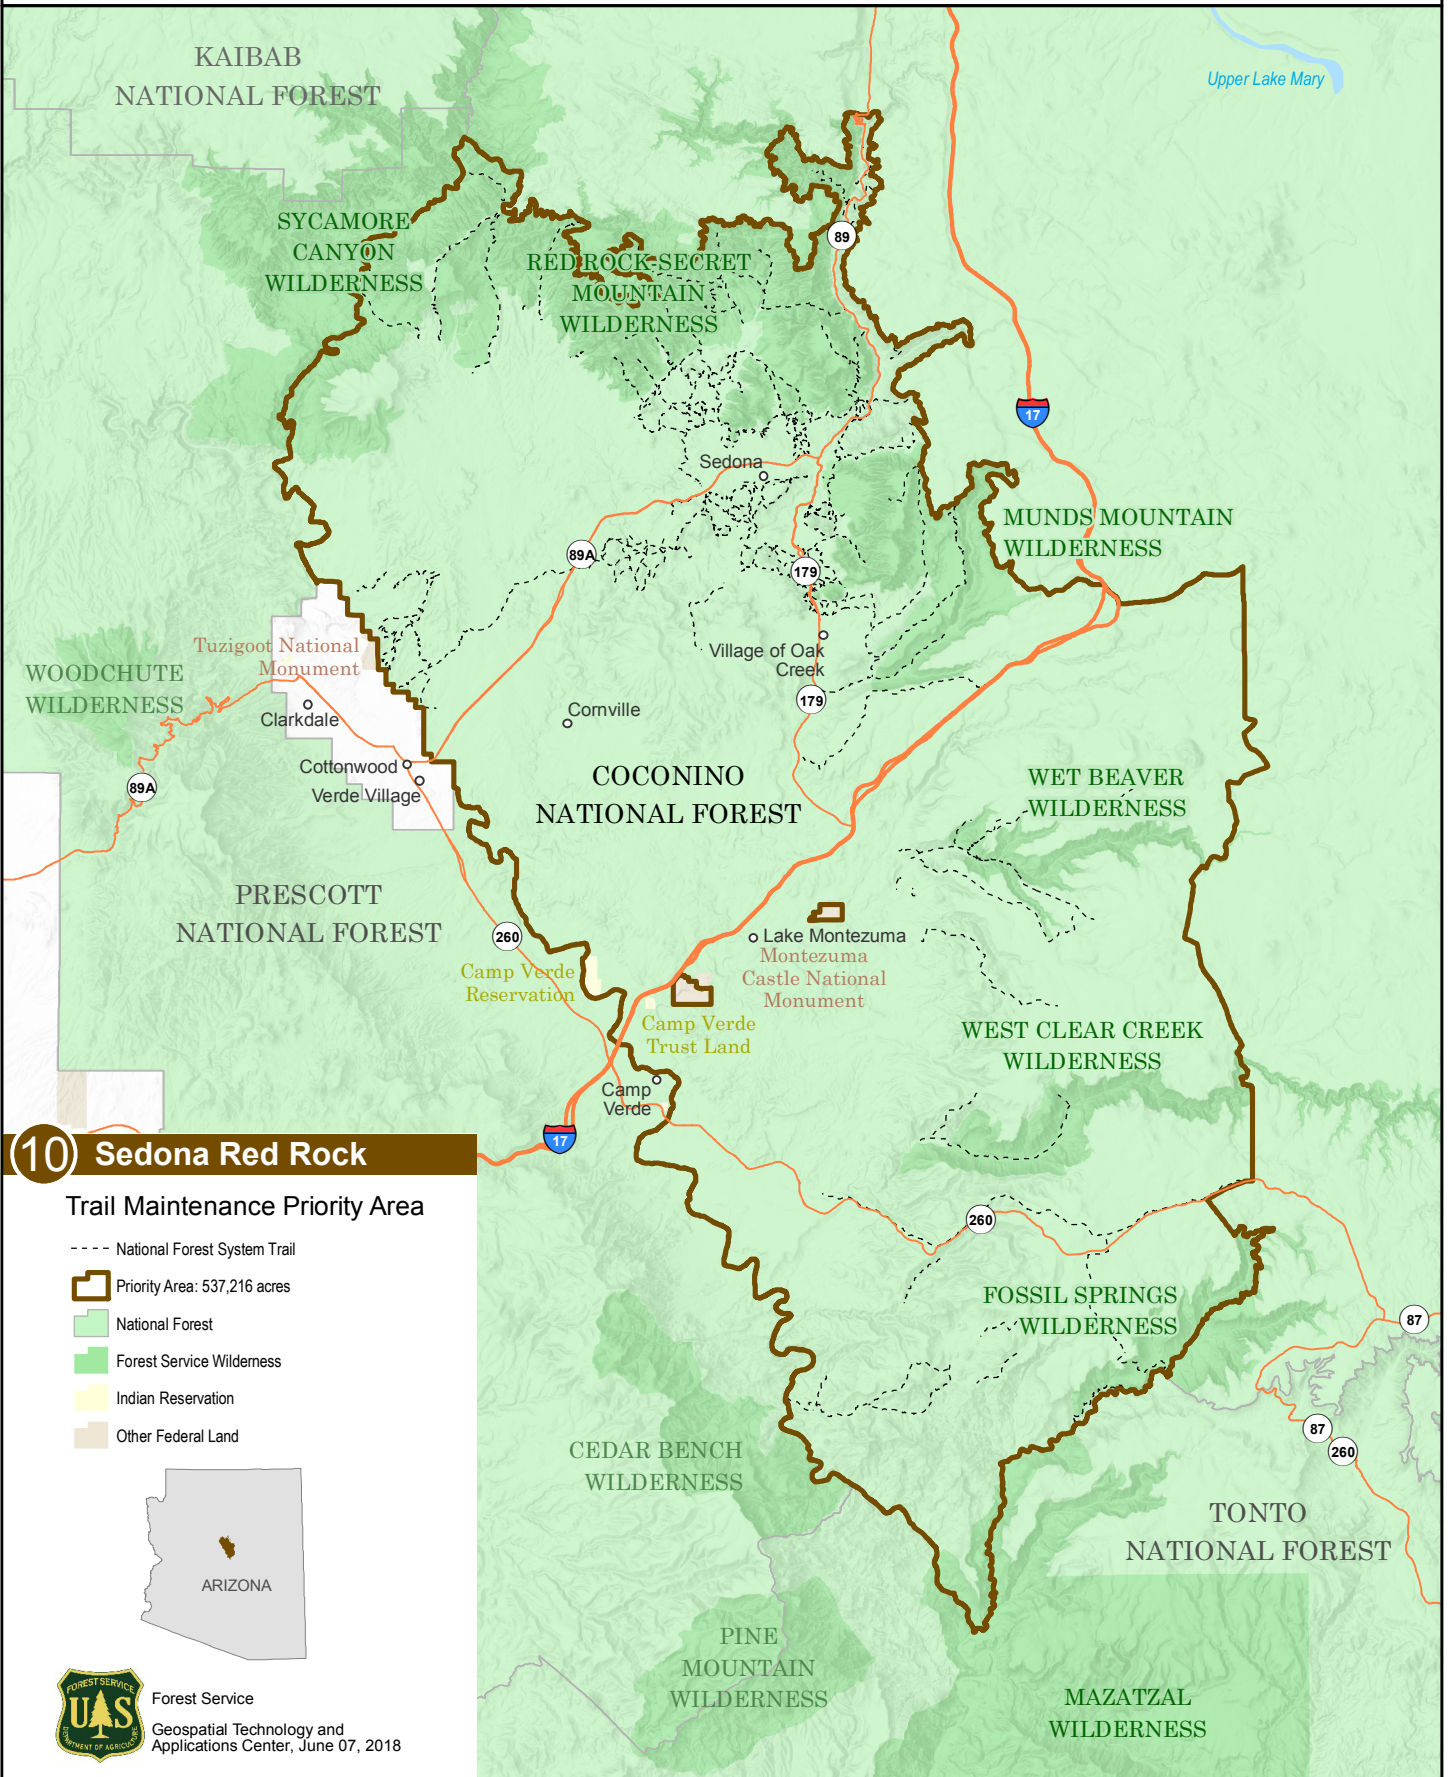 KAIBAB
NATIONAL FOREST
Upper Lake Mary
SYCAMORE
CANYON
WILDERNESS
89
RED ROCK-SECRET
MOUNTAIN
WILDERNESS
17
Sedona
MUNDS MOUNTAIN
WILDERNESS
89A
179
Tuzigoot National
Monument
Village of Oak
Creek
WOODCHUTE
WILDERNESS
179
Clarkdale
Cornville
Cottonwood
Verde Village
89A
COCONINO
NATIONAL FOREST
WET BEAVER
WILDERNESS
PRESCOTT
NATIONAL FOREST
260
Lake Montezuma
Montezuma
Castle National
Monument
Camp Verde
Reservation
Camp Verde
Trust Land
WEST CLEAR CREEK
WILDERNESS
Camp
Verde
17
10 Sedona Red Rock
Trail Maintenance Priority Area
National Forest System Trail
Priority Area: 537,216 acres
National Forest
Forest Service Wilderness
Indian Reservation
Other Federal Land
260
FOSSIL SPRINGS
WILDERNESS
87
87
260
CEDAR BENCH
WILDERNESS
TONTO
NATIONAL FOREST
ARIZONA
PINE
MOUNTAIN
WILDERNESS
MAZATZAL
WILDERNESS
FOREST SERVICE
UAS
DEPARTMENT OF AGRICULTURE
Forest Service
Geospatial Technology and
Applications Center, June 07, 2018